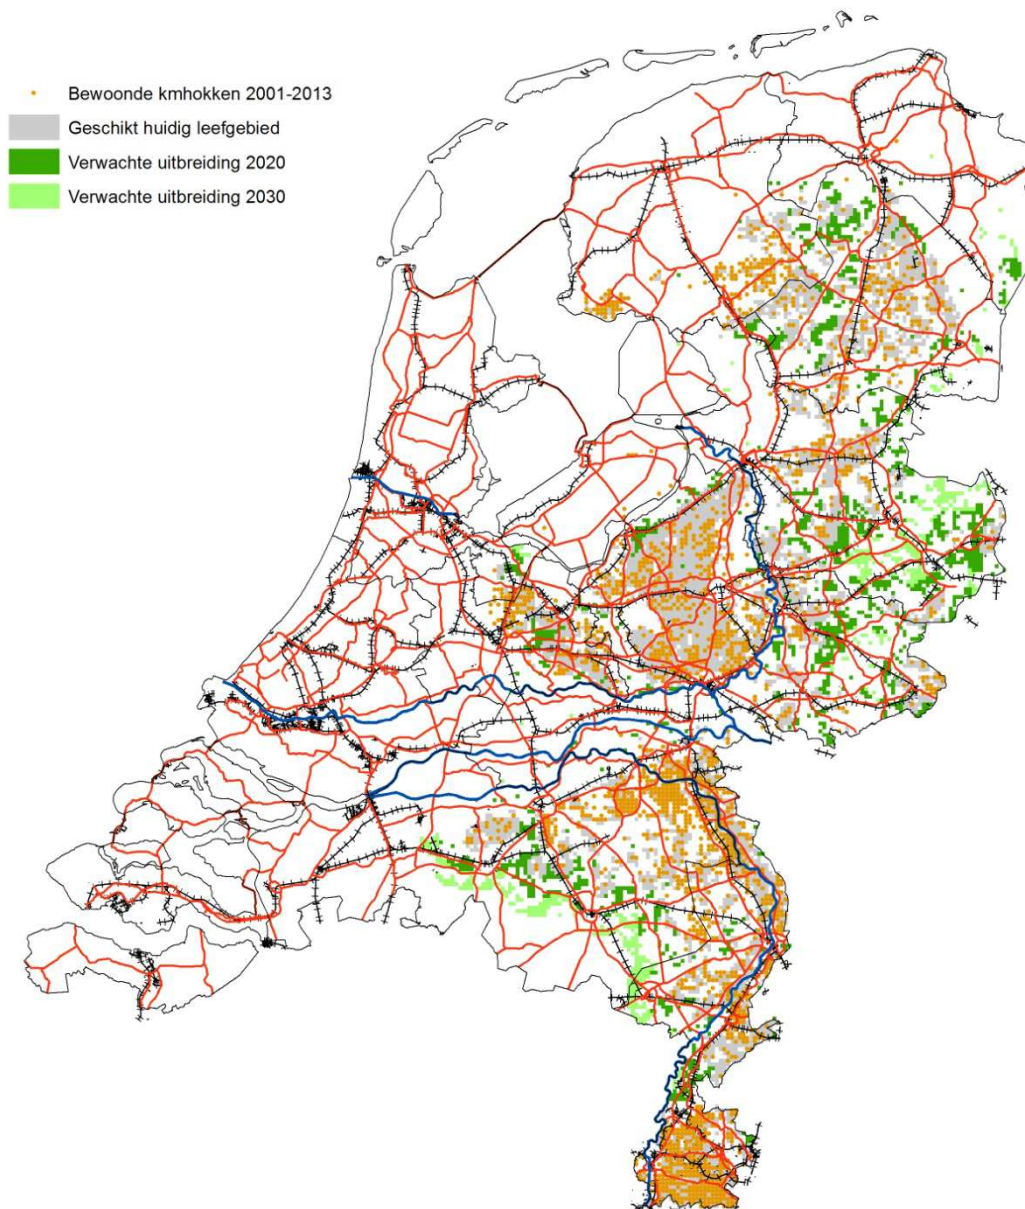 Bewoonde kmhokken 2001-2013
Geschikt huidig leefgebied
Verwachte uitbreiding 2020
Verwachte uitbreiding 2030